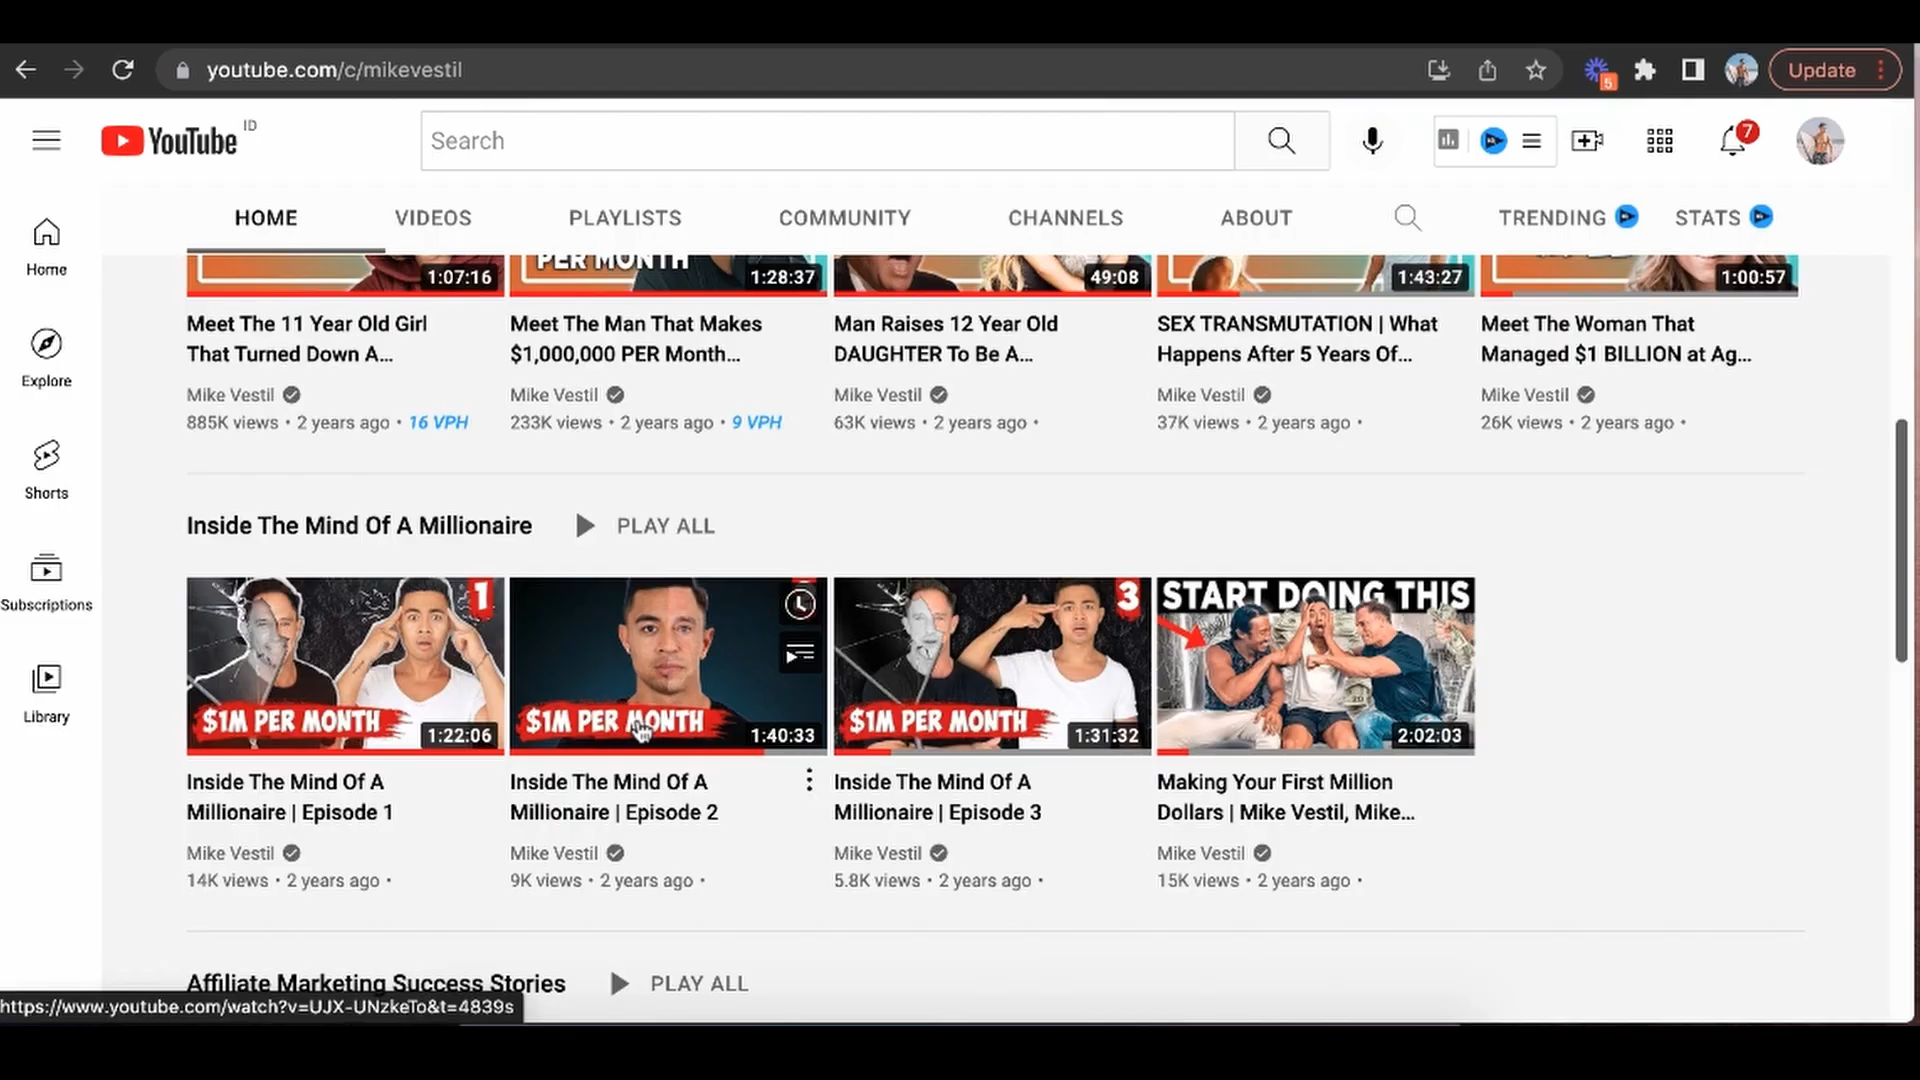 youtube.com/c/mikevestil
5
Update
YouTube
ID
Search
7
HOME
VIDEOS
PLAYLISTS
COMMUNITY
CHANNELS
ABOUT
TRENDING
STATS
Home
Explore
Shorts
Subscriptions
Library
PER MONTH
1:07:16
1:28:37
49:08
1:43:27
1:00:57
Meet The 11 Year Old Girl
That Turned Down A...
Mike Vestil
885K views • 2 years ago • 16 VPH
Meet The Man That Makes
$1,000,000 PER Month...
Mike Vestil
233K views • 2 years ago • 9 VPH
Man Raises 12 Year Old
DAUGHTER To Be A...
Mike Vestil
63K views • 2 years ago •
SEX TRANSMUTATION | What
Happens After 5 Years Of...
Mike Vestil
37K views • 2 years ago •
Meet The Woman That
Managed $1 BILLION at Ag...
Mike Vestil
26K views • 2 years ago •
Inside The Mind Of A Millionaire
PLAY ALL
1
$1M PER MONTH
1:22:06
Inside The Mind Of A
Millionaire | Episode 1
Mike Vestil
14K views • 2 years ago •
$1M PER MONTH
1:40:33
Inside The Mind Of A
Millionaire | Episode 2
Mike Vestil
9K views • 2 years ago •
3
$1M PER MONTH
1:31:32
Inside The Mind Of A
Millionaire | Episode 3
Mike Vestil
5.8K views • 2 years ago •
START DOING THIS
2:02:03
Making Your First Million
Dollars | Mike Vestil, Mike...
Mike Vestil
15K views • 2 years ago •
Affiliate Marketing Success Stories
PLAY ALL
https://www.youtube.com/watch?v=UJX-UNzkeTo&t=4839s